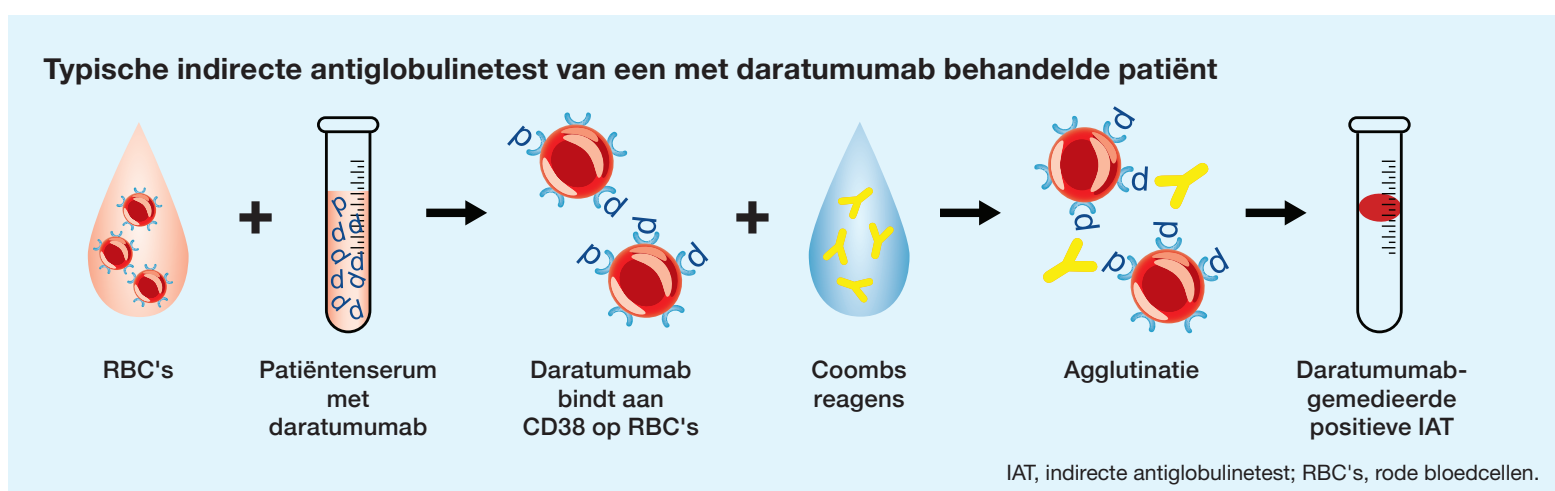 Typische indirecte antiglobulinetest van een met daratumumab behandelde patiënt
RBC's
Patiëntenserum
met
daratumumab
Daratumumab
bindt aan
CD38 op RBC's
Coombs
reagens
Agglutinatie
Daratumumab-
gemedieerde
positieve IAT
IAT, indirecte antiglobulinetest; RBC's, rode bloedcellen.